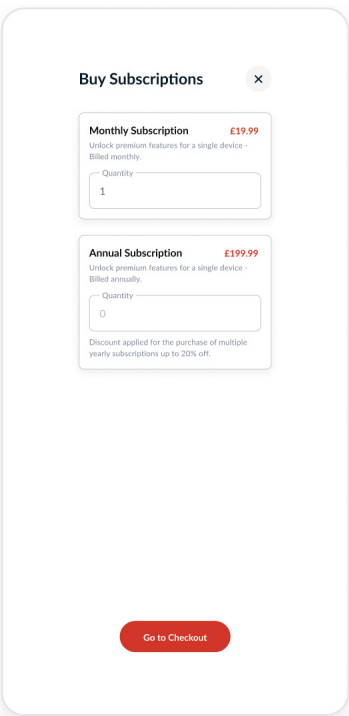 Buy Subscriptions
Monthly Subscription £19.99
Unlock premium features for a single device -
Billed monthly.
Quantity
1
Annual Subscription £199.99
Unlock premium features for a single device -
Billed annually.
Quantity
0
Discount applied for the purchase of multiple
yearly subscriptions up to 20% off.
Go to Checkout